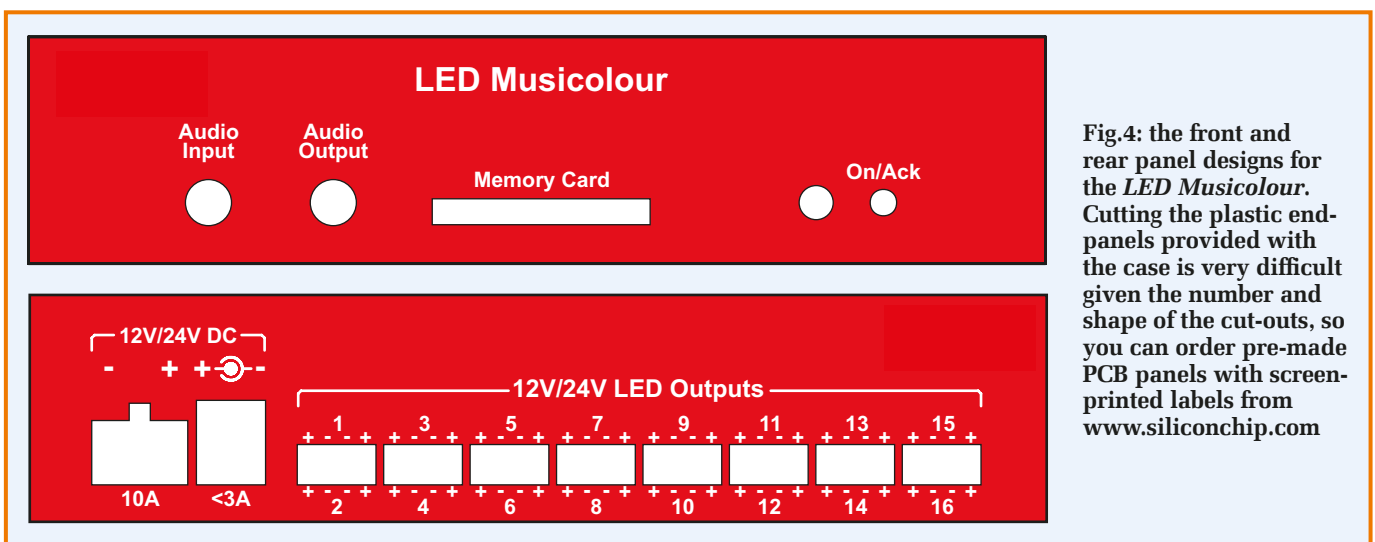 LED Musicolour
Audio Input
Audio Output
Memory Card
On/Ack
12V/24V DC
- + + -
10A
<3A
12V/24V LED Outputs
1 3 5 7 9 11 13 15
+ - - + + - - + + - - + + - - + + - - + + - - + + - - + + - - +
+ - - + + - - + + - - + + - - + + - - + + - - + + - - + + - - +
2 4 6 8 10 12 14 16
Fig.4: the front and
rear panel designs for
the LED Musicolour.
Cutting the plastic end-
panels provided with
the case is very difficult
given the number and
shape of the cut-outs, so
you can order pre-made
PCB panels with screen-
printed labels from
www.siliconchip.com